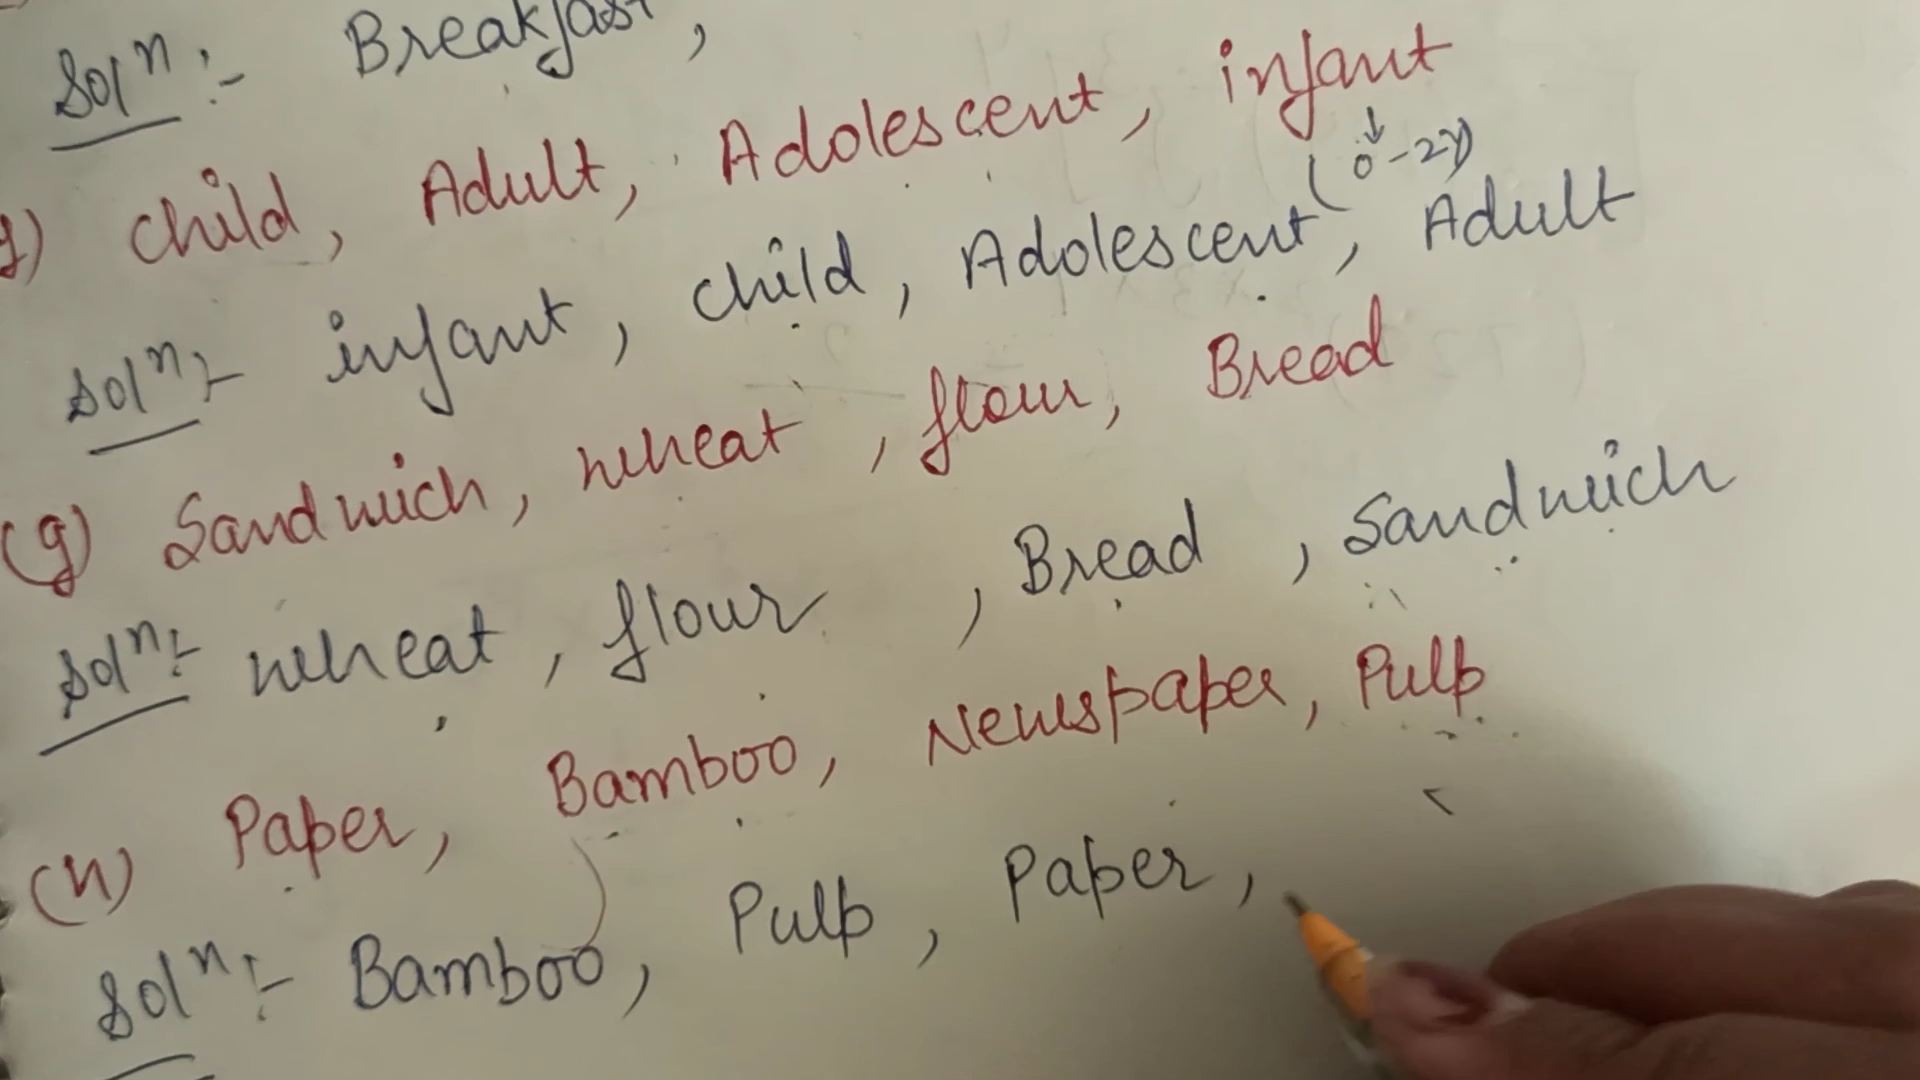 Solⁿ:- Breakfast,
f) child, Adult, Adolescent, infant
(0-2y)
Solⁿ:- infant, child, Adolescent, Adult
(g) Sandwich, wheat, flour, Bread
Solⁿ:- wheat, flour, Bread, Sandwich
(h) Paper, Bamboo, Newspaper, Pulp
Solⁿ:- Bamboo, Pulp, Paper,